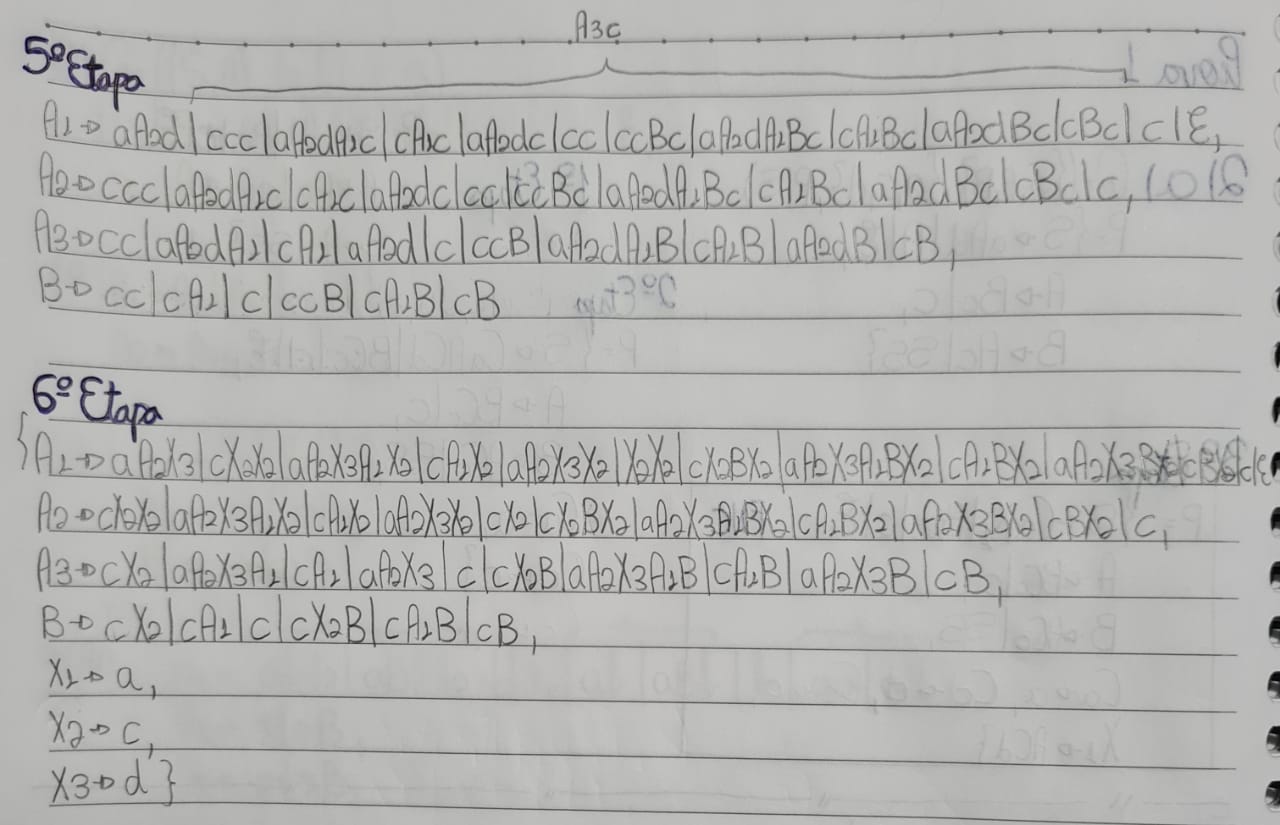 A3c
5º Etapa
A1→ aA2d|ccc|aA2dA1c|cA1c|aA2dc|cc|ccBc|aA2dA1Bc|cA1Bc|aA2dBc|cBc|c|ε,
A2→ccc|aA2dA1c|cA1c|aA2dc|cc|ccBc|aA2dA1Bc|cA1Bc|aA2dBc|cBc|c,
A3→cc|aA2dA1|cA1|aA2d|c|ccB|aA2dA1B|cA1B|aA2dB|cB,
B→ cc|cA1|c|ccB|cA1B|cB
6º Etapa
{A1→aA2X3|cX2X2|aA2X3A1X2|cA1X2|aA2X3X2|X2X2|cX2BX2|aA2X3A1BX2|cA1BX2|aA2X3BX2|cBX2|c|ε
A2→cX2X2|aA2X3A1X2|cA1X2|aA2X3X2|cX2|cX2BX2|aA2X3A1BX2|cA1BX2|aA2X3BX2|cBX2|c,
A3→cX2|aA2X3A1|cA1|aA2X3|c|cX2B|aA2X3A1B|cA1B|aA2X3B|cB,
B→ cX2|cA1|c|cX2B|cA1B|cB,
X1→a,
X2→c,
X3→d}